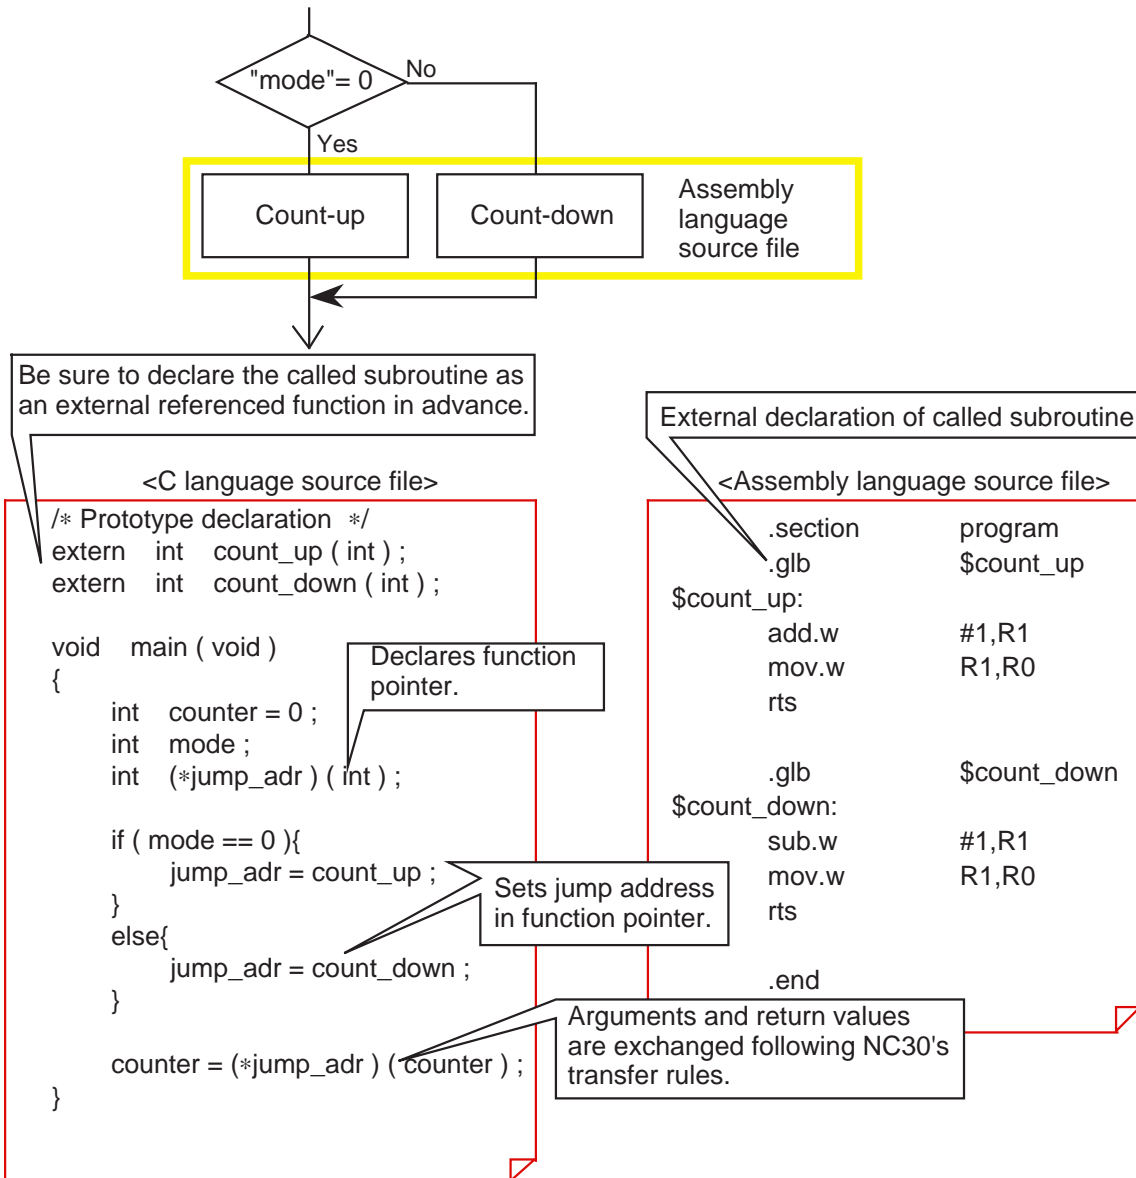 "mode"= 0
No
Yes
Count-up
Count-down
Assembly
language
source file
Be sure to declare the called subroutine as
an external referenced function in advance.
External declaration of called subroutine
<C language source file>
/* Prototype declaration */
extern int count_up ( int ) ;
extern int count_down ( int ) ;
void main ( void )
{
int counter = 0 ;
int mode ;
int (*jump_adr ) ( int ) ;
if ( mode == 0 ){
jump_adr = count_up ;
}
else{
jump_adr = count_down ;
}
counter = (*jump_adr ) ( counter ) ;
}
Declares function
pointer.
Sets jump address
in function pointer.
Arguments and return values
are exchanged following NC30's
transfer rules.
<Assembly language source file>
.section program
.glb $count_up
$count_up:
add.w #1,R1
mov.w R1,R0
rts
.glb $count_down
$count_down:
sub.w #1,R1
mov.w R1,R0
rts
.end